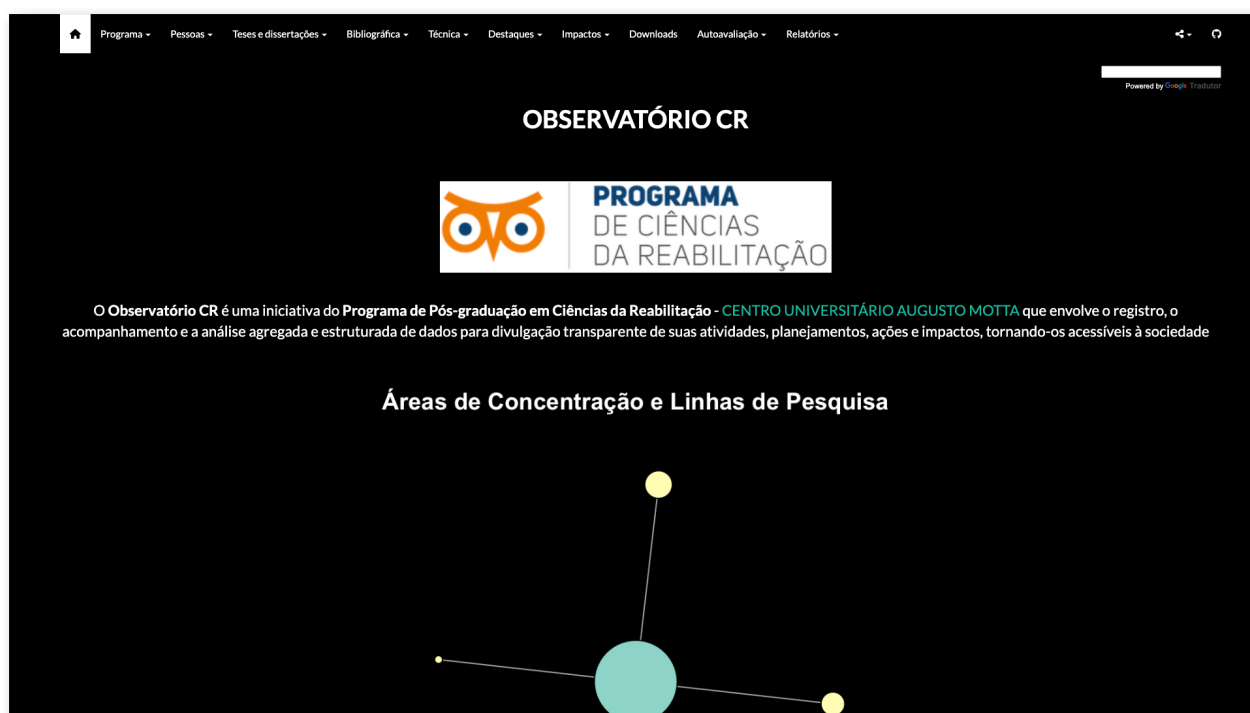 Programa Pessoas Teses e dissertações Bibliográfica Técnica Destaques Impactos Downloads Autoavaliação Relatórios
Powered by Google Tradutor
OBSERVATÓRIO CR
PROGRAMA
DE CIÊNCIAS
DA REABILITAÇÃO
O Observatório CR é uma iniciativa do Programa de Pós-graduação em Ciências da Reabilitação - CENTRO UNIVERSITÁRIO AUGUSTO MOTTA que envolve o registro, o
acompanhamento e a análise agregada e estruturada de dados para divulgação transparente de suas atividades, planejamentos, ações e impactos, tornando-os acessíveis à sociedade
Áreas de Concentração e Linhas de Pesquisa